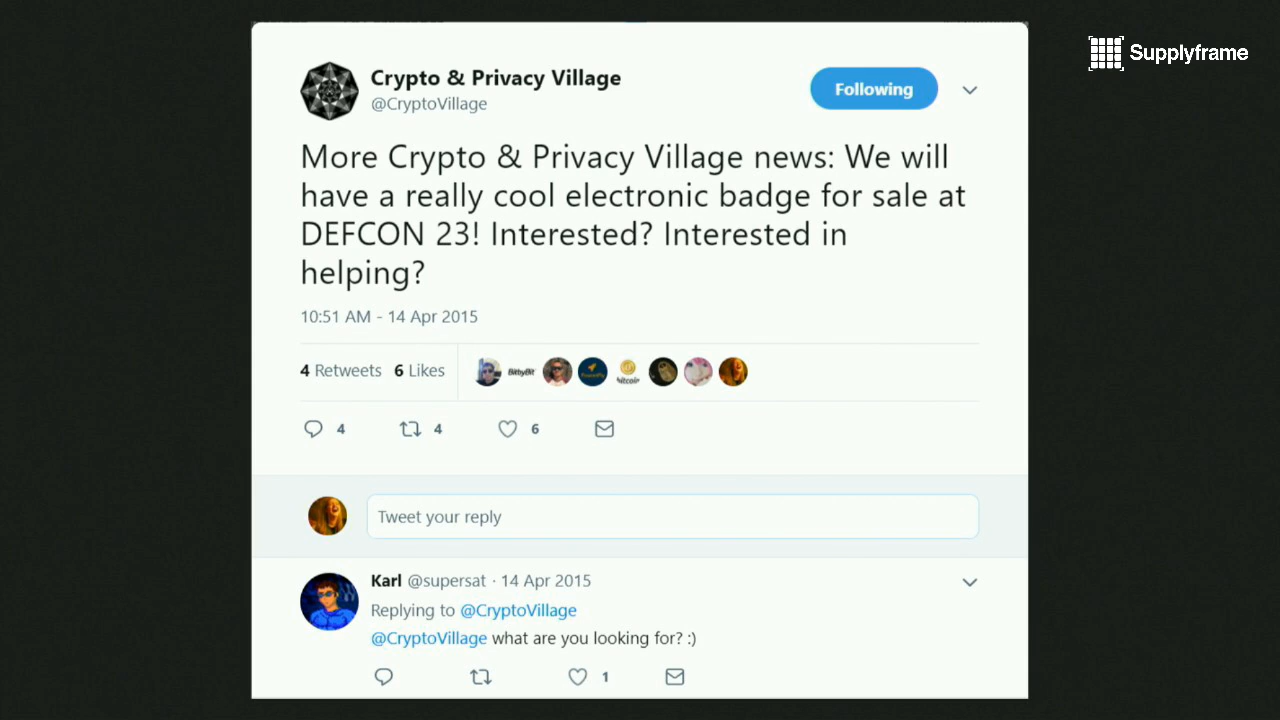 Supplyframe
Crypto & Privacy Village
@CryptoVillage
Following
More Crypto & Privacy Village news: We will
have a really cool electronic badge for sale at
DEFCON 23! Interested? Interested in
helping?
10:51 AM - 14 Apr 2015
4 Retweets 6 Likes
BitbyBit
bitcoin
4 4 6
Tweet your reply
Karl @supersat · 14 Apr 2015
Replying to @CryptoVillage
@CryptoVillage what are you looking for? :)
1